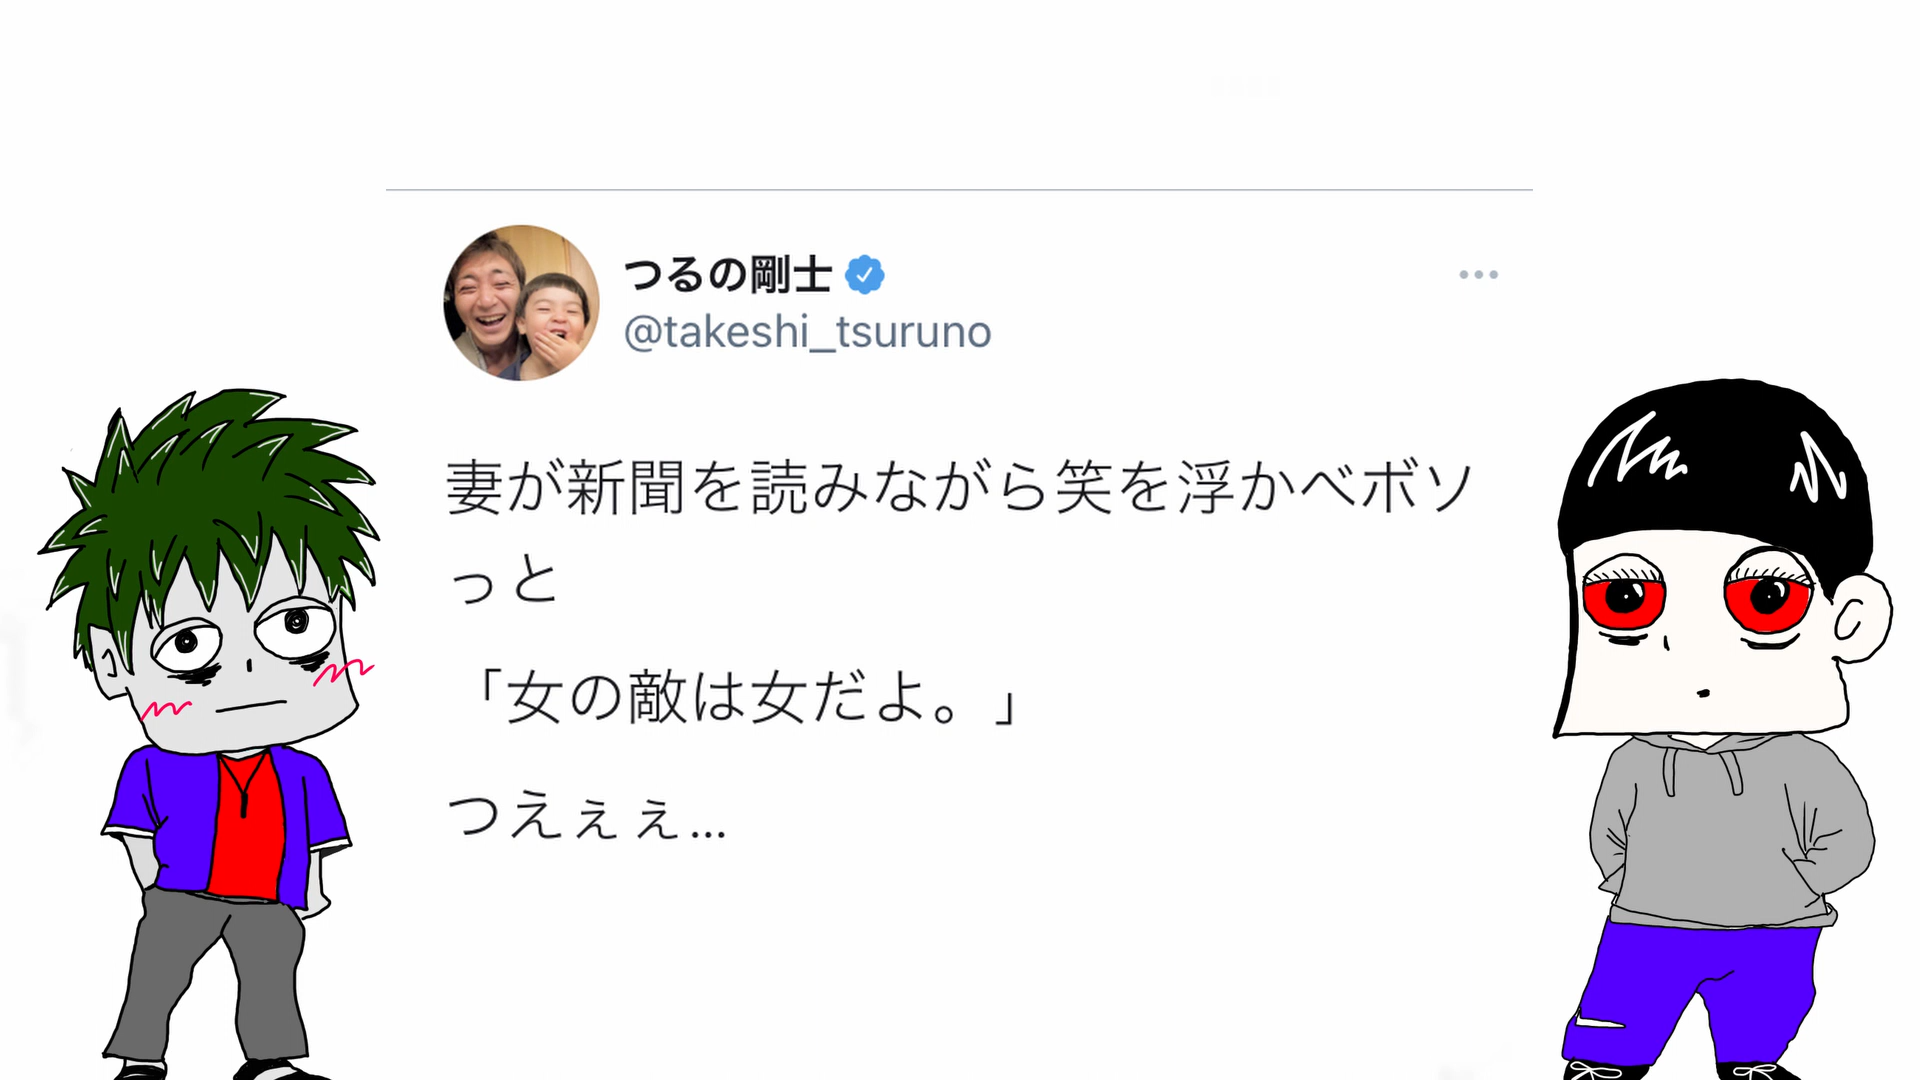 つるの剛士
@takeshi_tsuruno
妻が新聞を読みながら笑を浮かべボソ
っと
「女の敵は女だよ。」
つえぇぇ...